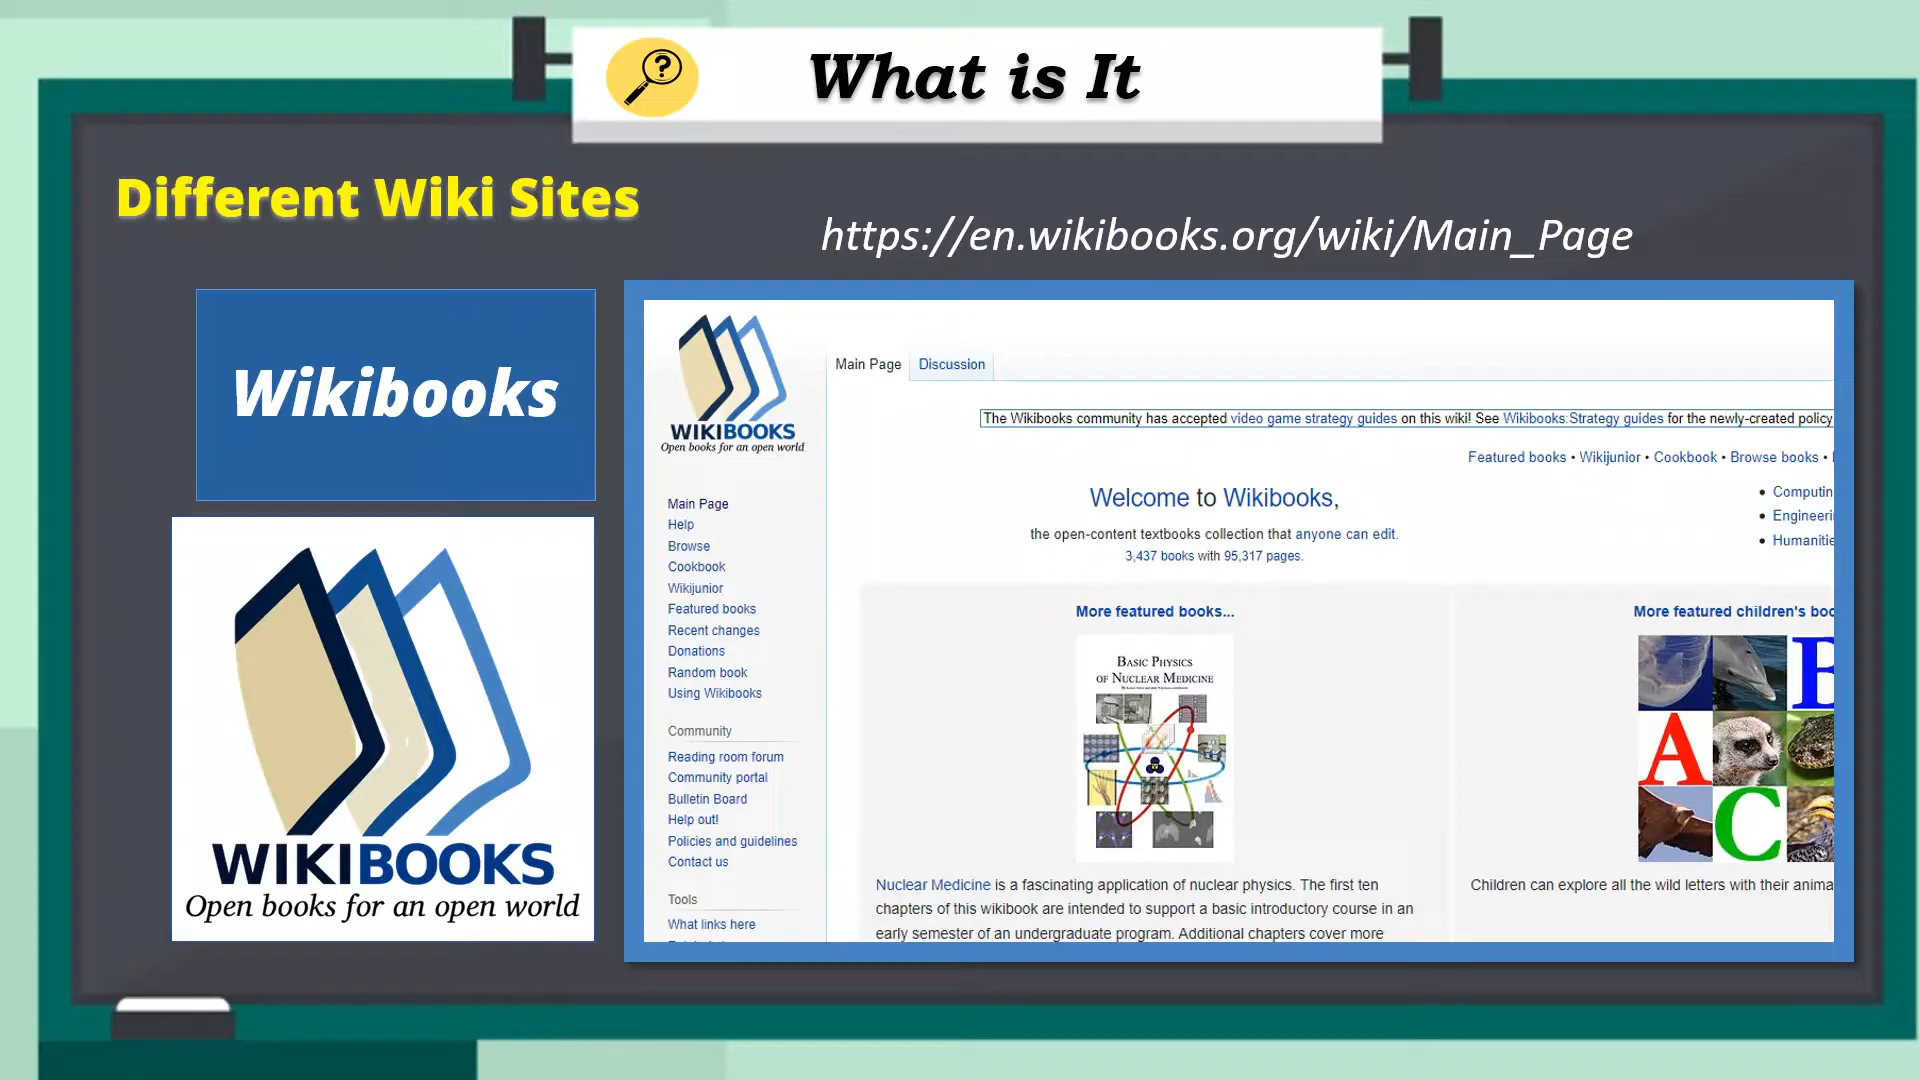 ?
What is It
Different Wiki Sites
https://en.wikibooks.org/wiki/Main_Page
Wikibooks
WIKIBOOKS
Open books for an open world
WIKIBOOKS
Open books for an open world
Main Page
Help
Browse
Cookbook
Wikijunior
Featured books
Recent changes
Donations
Random book
Using Wikibooks
Community
Reading room forum
Community portal
Bulletin Board
Help out!
Policies and guidelines
Contact us
Tools
What links here
Main Page Discussion
The Wikibooks community has accepted video game strategy guides on this wiki! See Wikibooks:Strategy guides for the newly-created policy
Featured books • Wikijunior • Cookbook • Browse books •
Welcome to Wikibooks,
the open-content textbooks collection that anyone can edit.
3,437 books with 95,317 pages.
• Computin
• Engineeri
• Humanitie
More featured books...
BASIC PHYSICS
OF NUCLEAR MEDICINE
Nuclear Medicine is a fascinating application of nuclear physics. The first ten
chapters of this wikibook are intended to support a basic introductory course in an
early semester of an undergraduate program. Additional chapters cover more
More featured children's boo
B
A
C
Children can explore all the wild letters with their anima